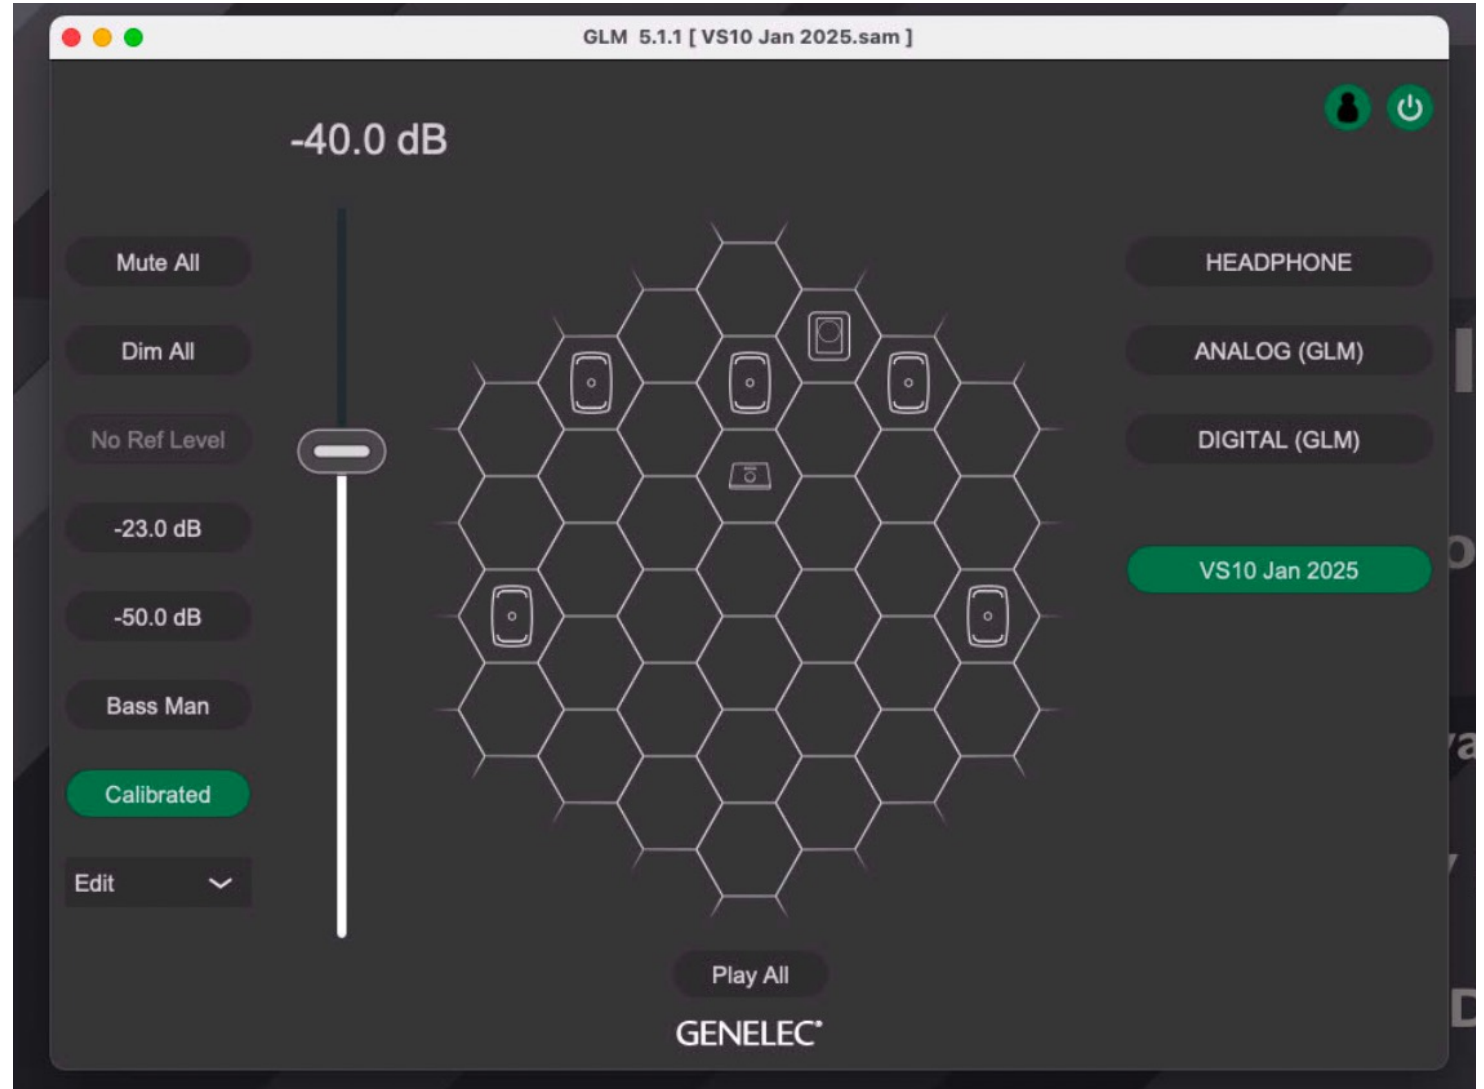 GLM 5.1.1 [ VS10 Jan 2025.sam ]
-40.0 dB
Mute All
Dim All
No Ref Level
-23.0 dB
-50.0 dB
Bass Man
Calibrated
Edit
HEADPHONE
ANALOG (GLM)
DIGITAL (GLM)
VS10 Jan 2025
Play All
GENELEC®